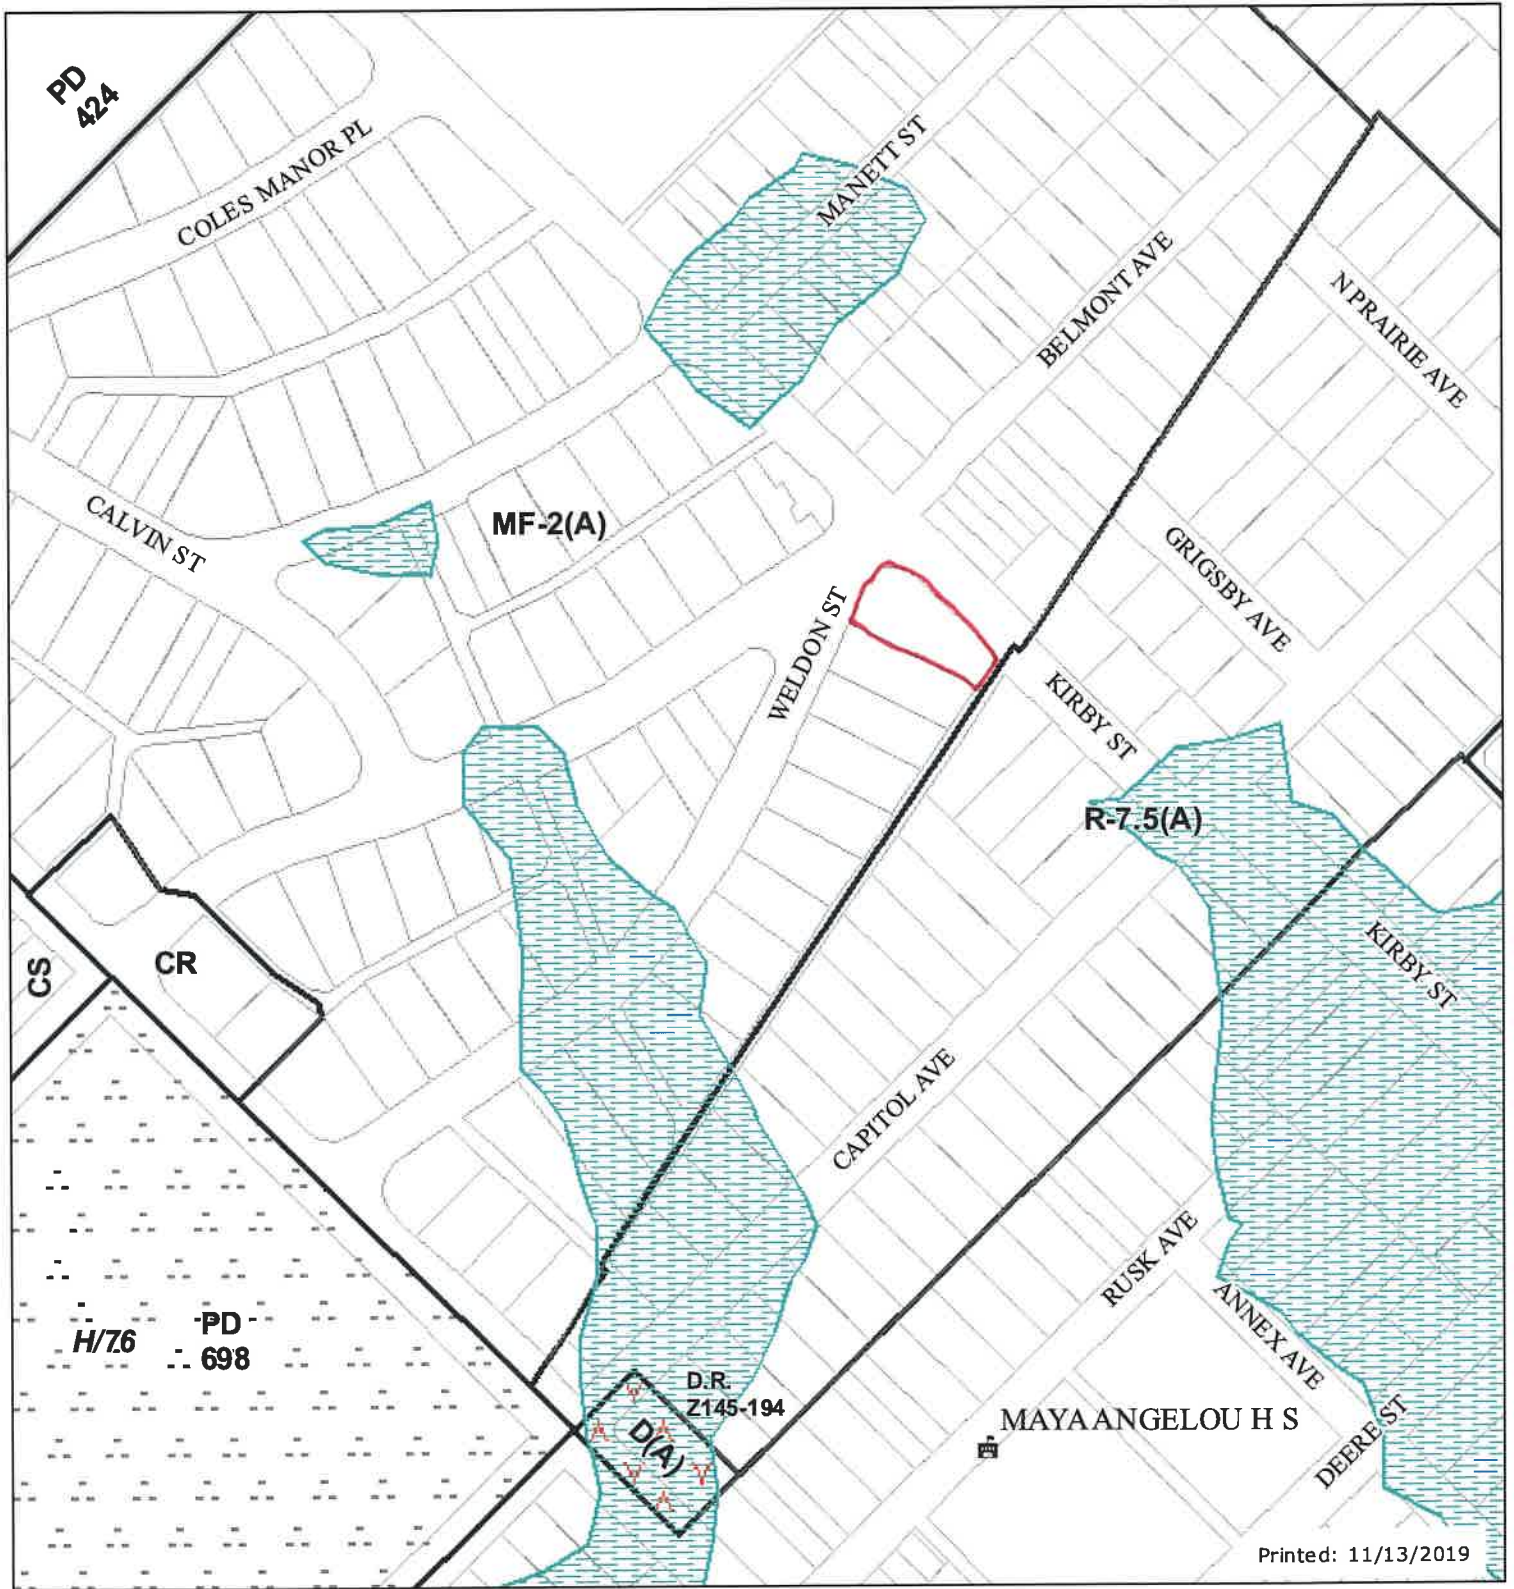 PD
424
COLES MANOR PL
MANETT ST
BELMONT AVE
N PRAIRIE AVE
CALVIN ST
MF-2(A)
GRIGSBY AVE
WELDON ST
KIRBY ST
R-7.5(A)
CS
CR
KIRBY ST
CAPITOL AVE
RUSK AVE
ANNEX AVE
H/76
PD
698
D.R.
Z145-194
D(A)
MAYA ANGELOU H S
DEERE ST
Printed: 11/13/2019